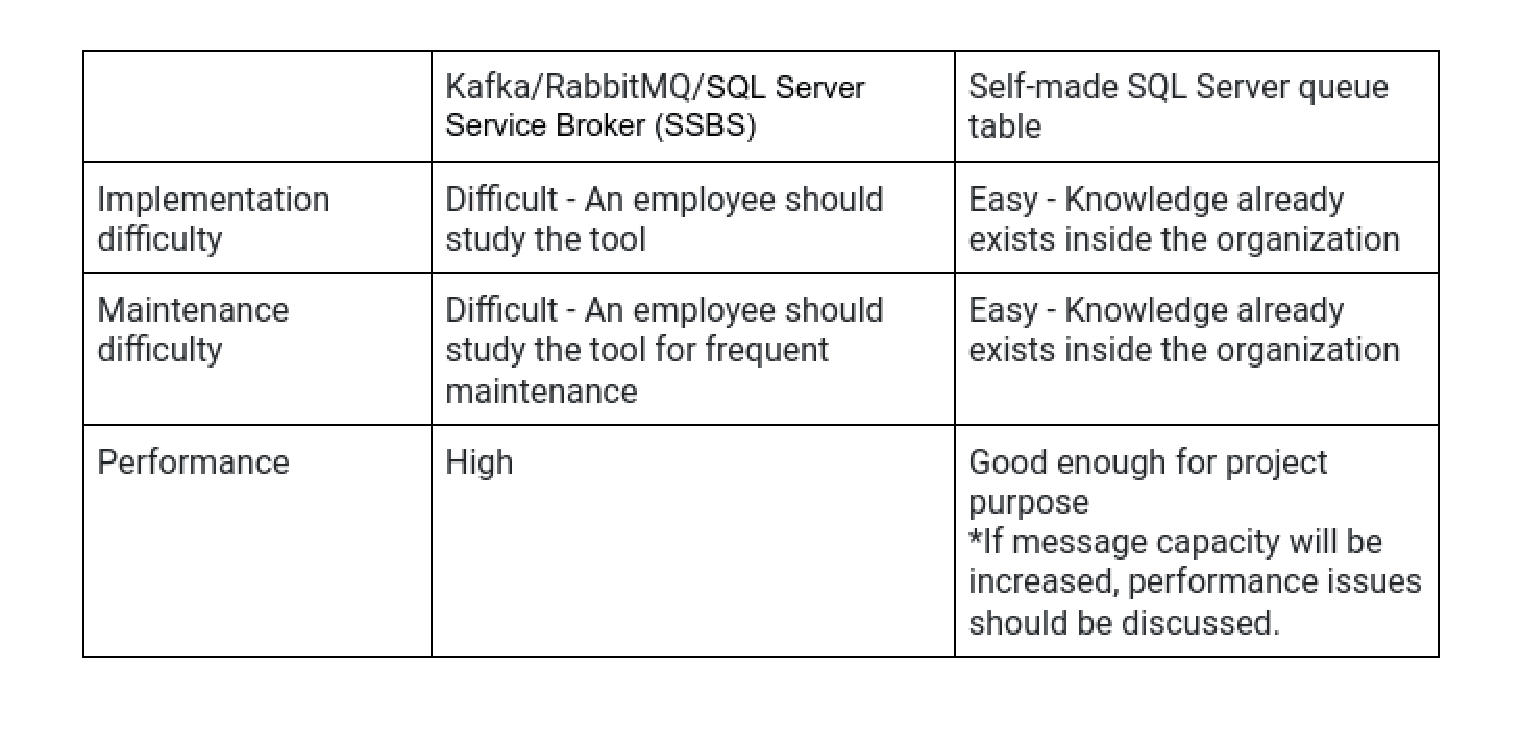 Kafka/RabbitMQ/SQL Server
Service Broker (SSBS)
Self-made SQL Server queue
table
Implementation
difficulty
Difficult - An employee should
study the tool
Easy - Knowledge already
exists inside the organization
Maintenance
difficulty
Difficult - An employee should
study the tool for frequent
maintenance
Easy - Knowledge already
exists inside the organization
Performance
High
Good enough for project
purpose
*If message capacity will be
increased, performance issues
should be discussed.